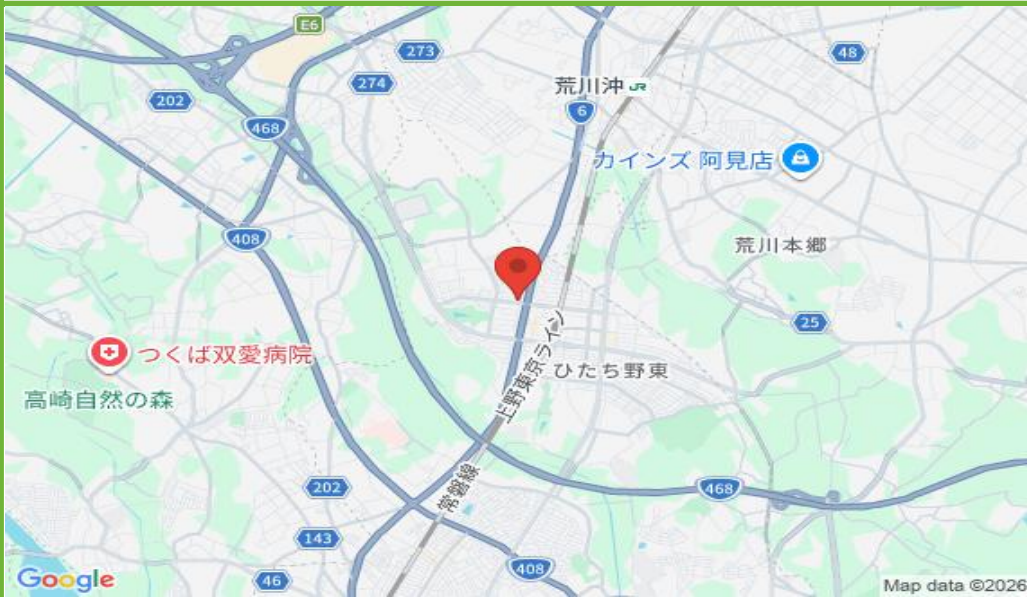 E6
273
48
274
荒川沖 JR
202
6
468
カインズ 阿見店
408
荒川本郷
25
つくば双愛病院
ひたち野東
上野東京ライン
高崎自然の森
常磐線
202
468
143
408
46
Google
Map data ©2026